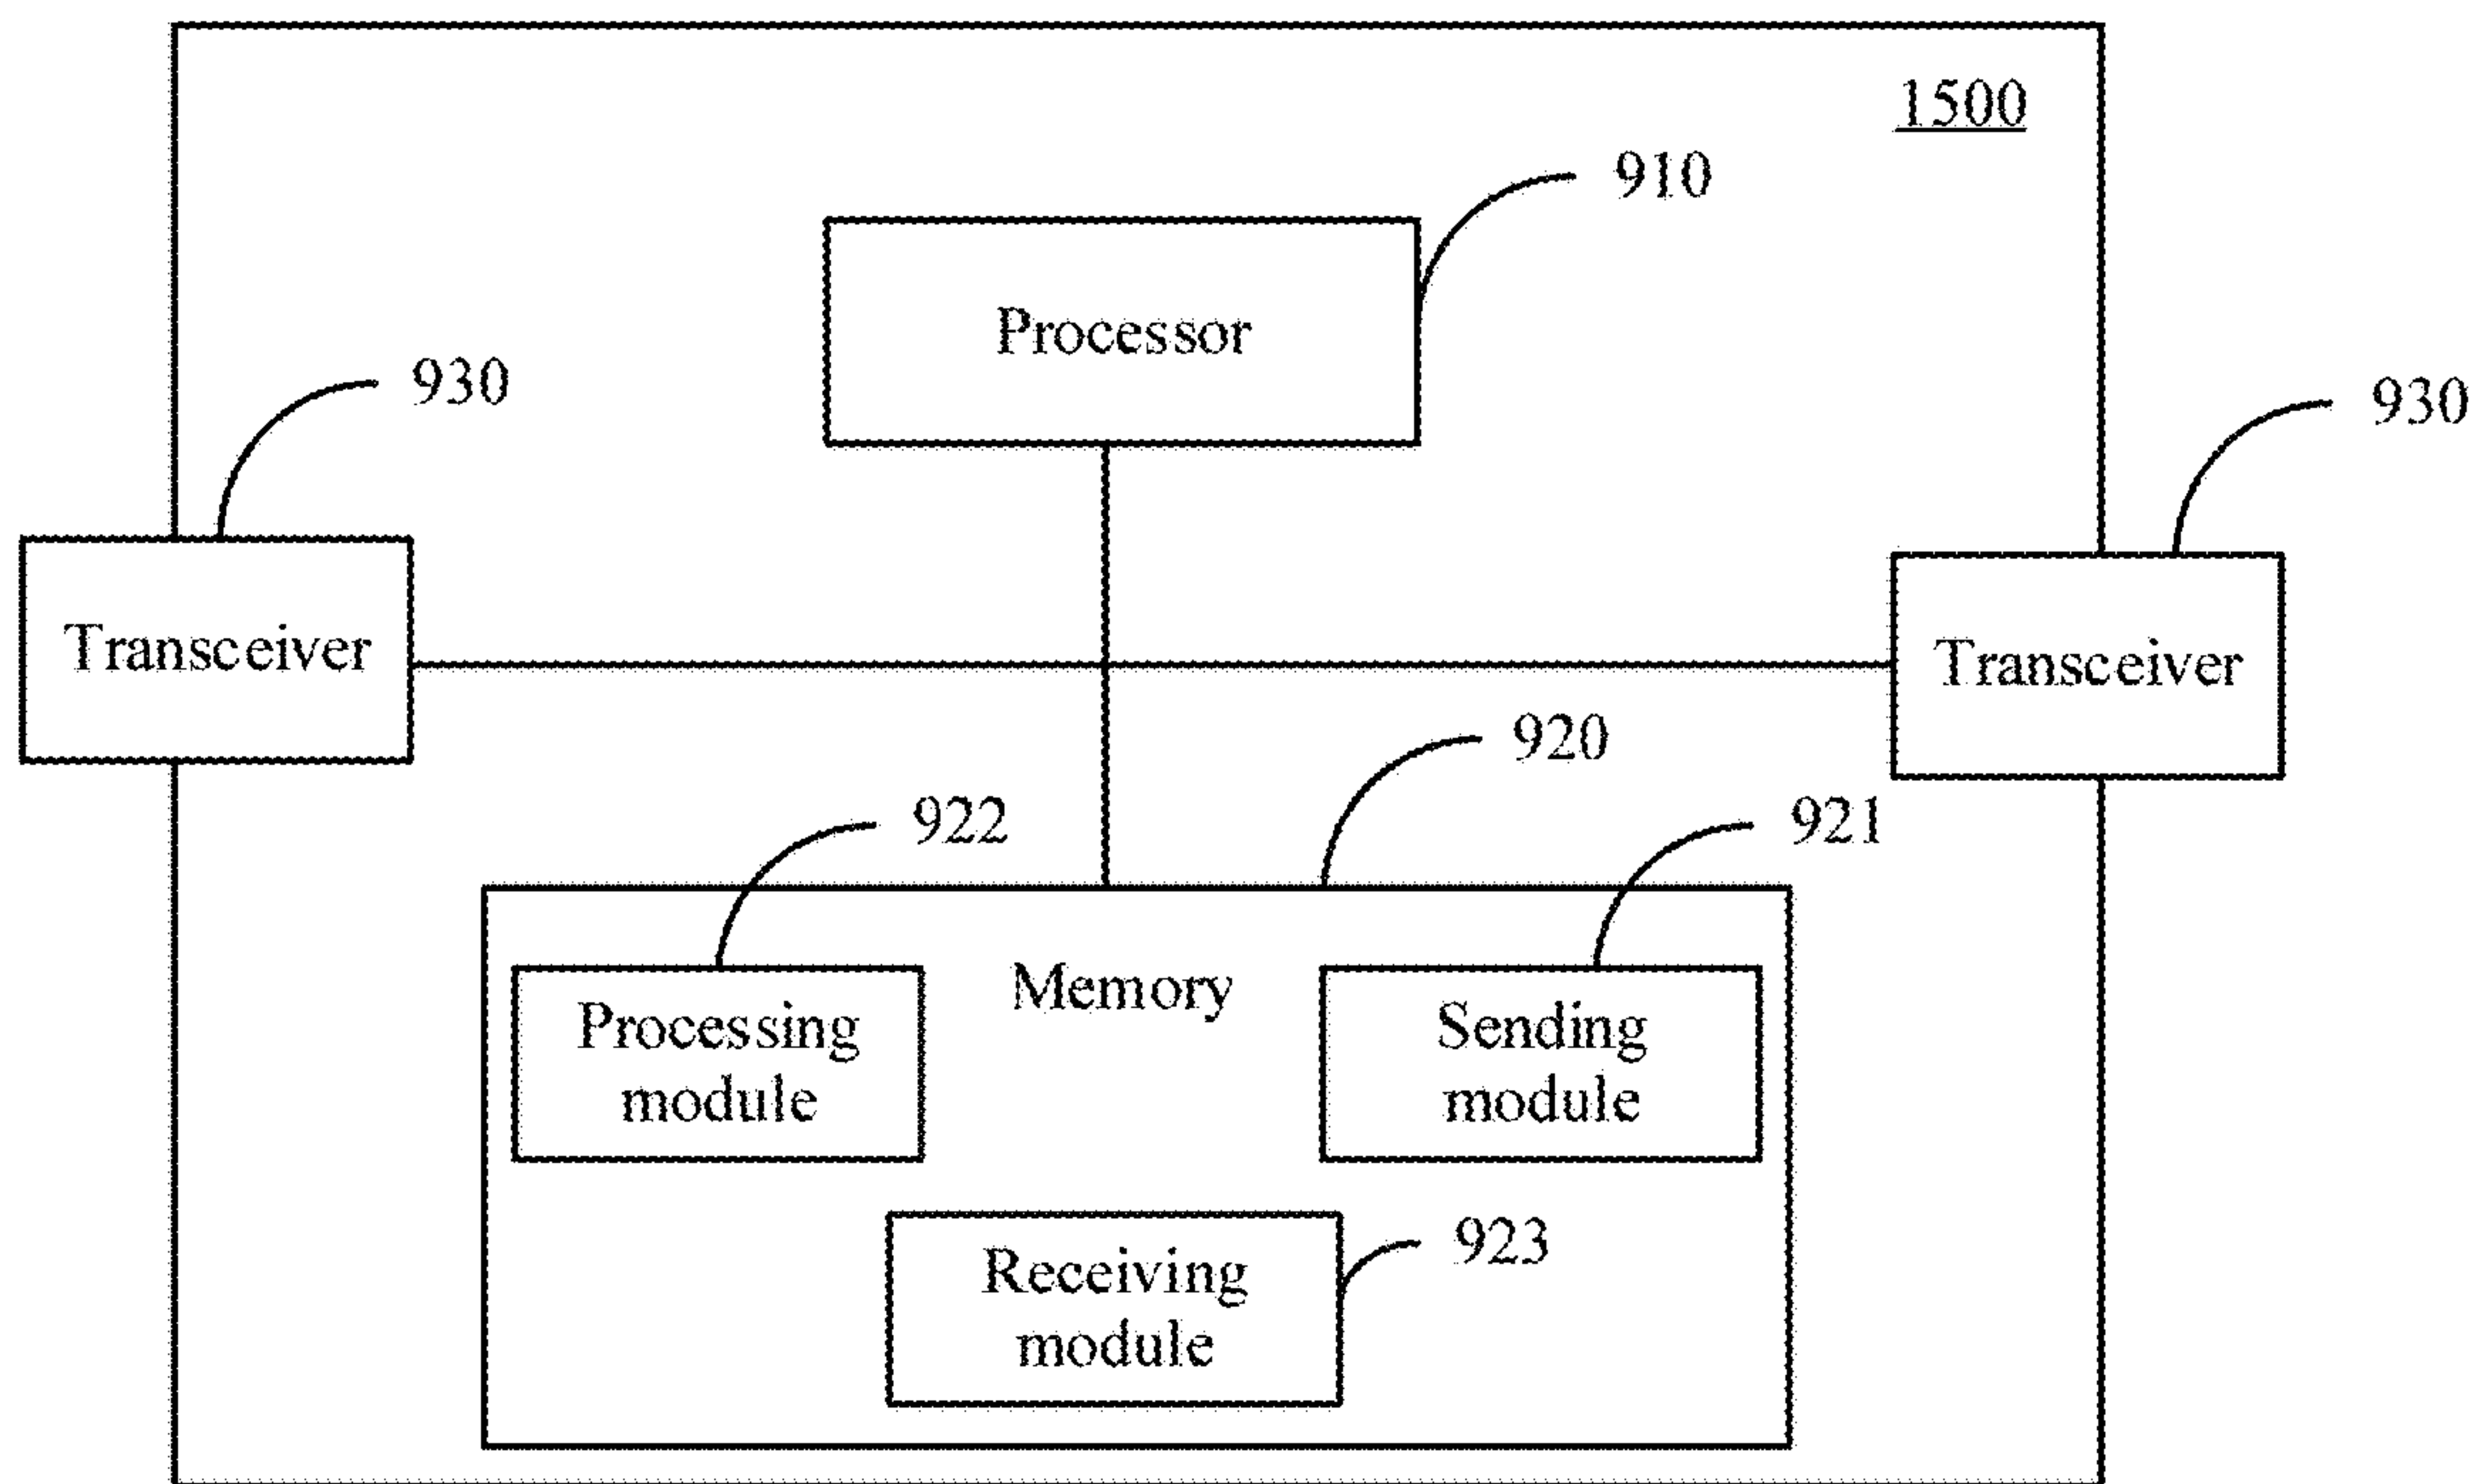 1500
910
Processor
930
930
Transceiver
Transceiver
920
922
921
Memory
Processing
module
Sending
module
923
Receiving
module